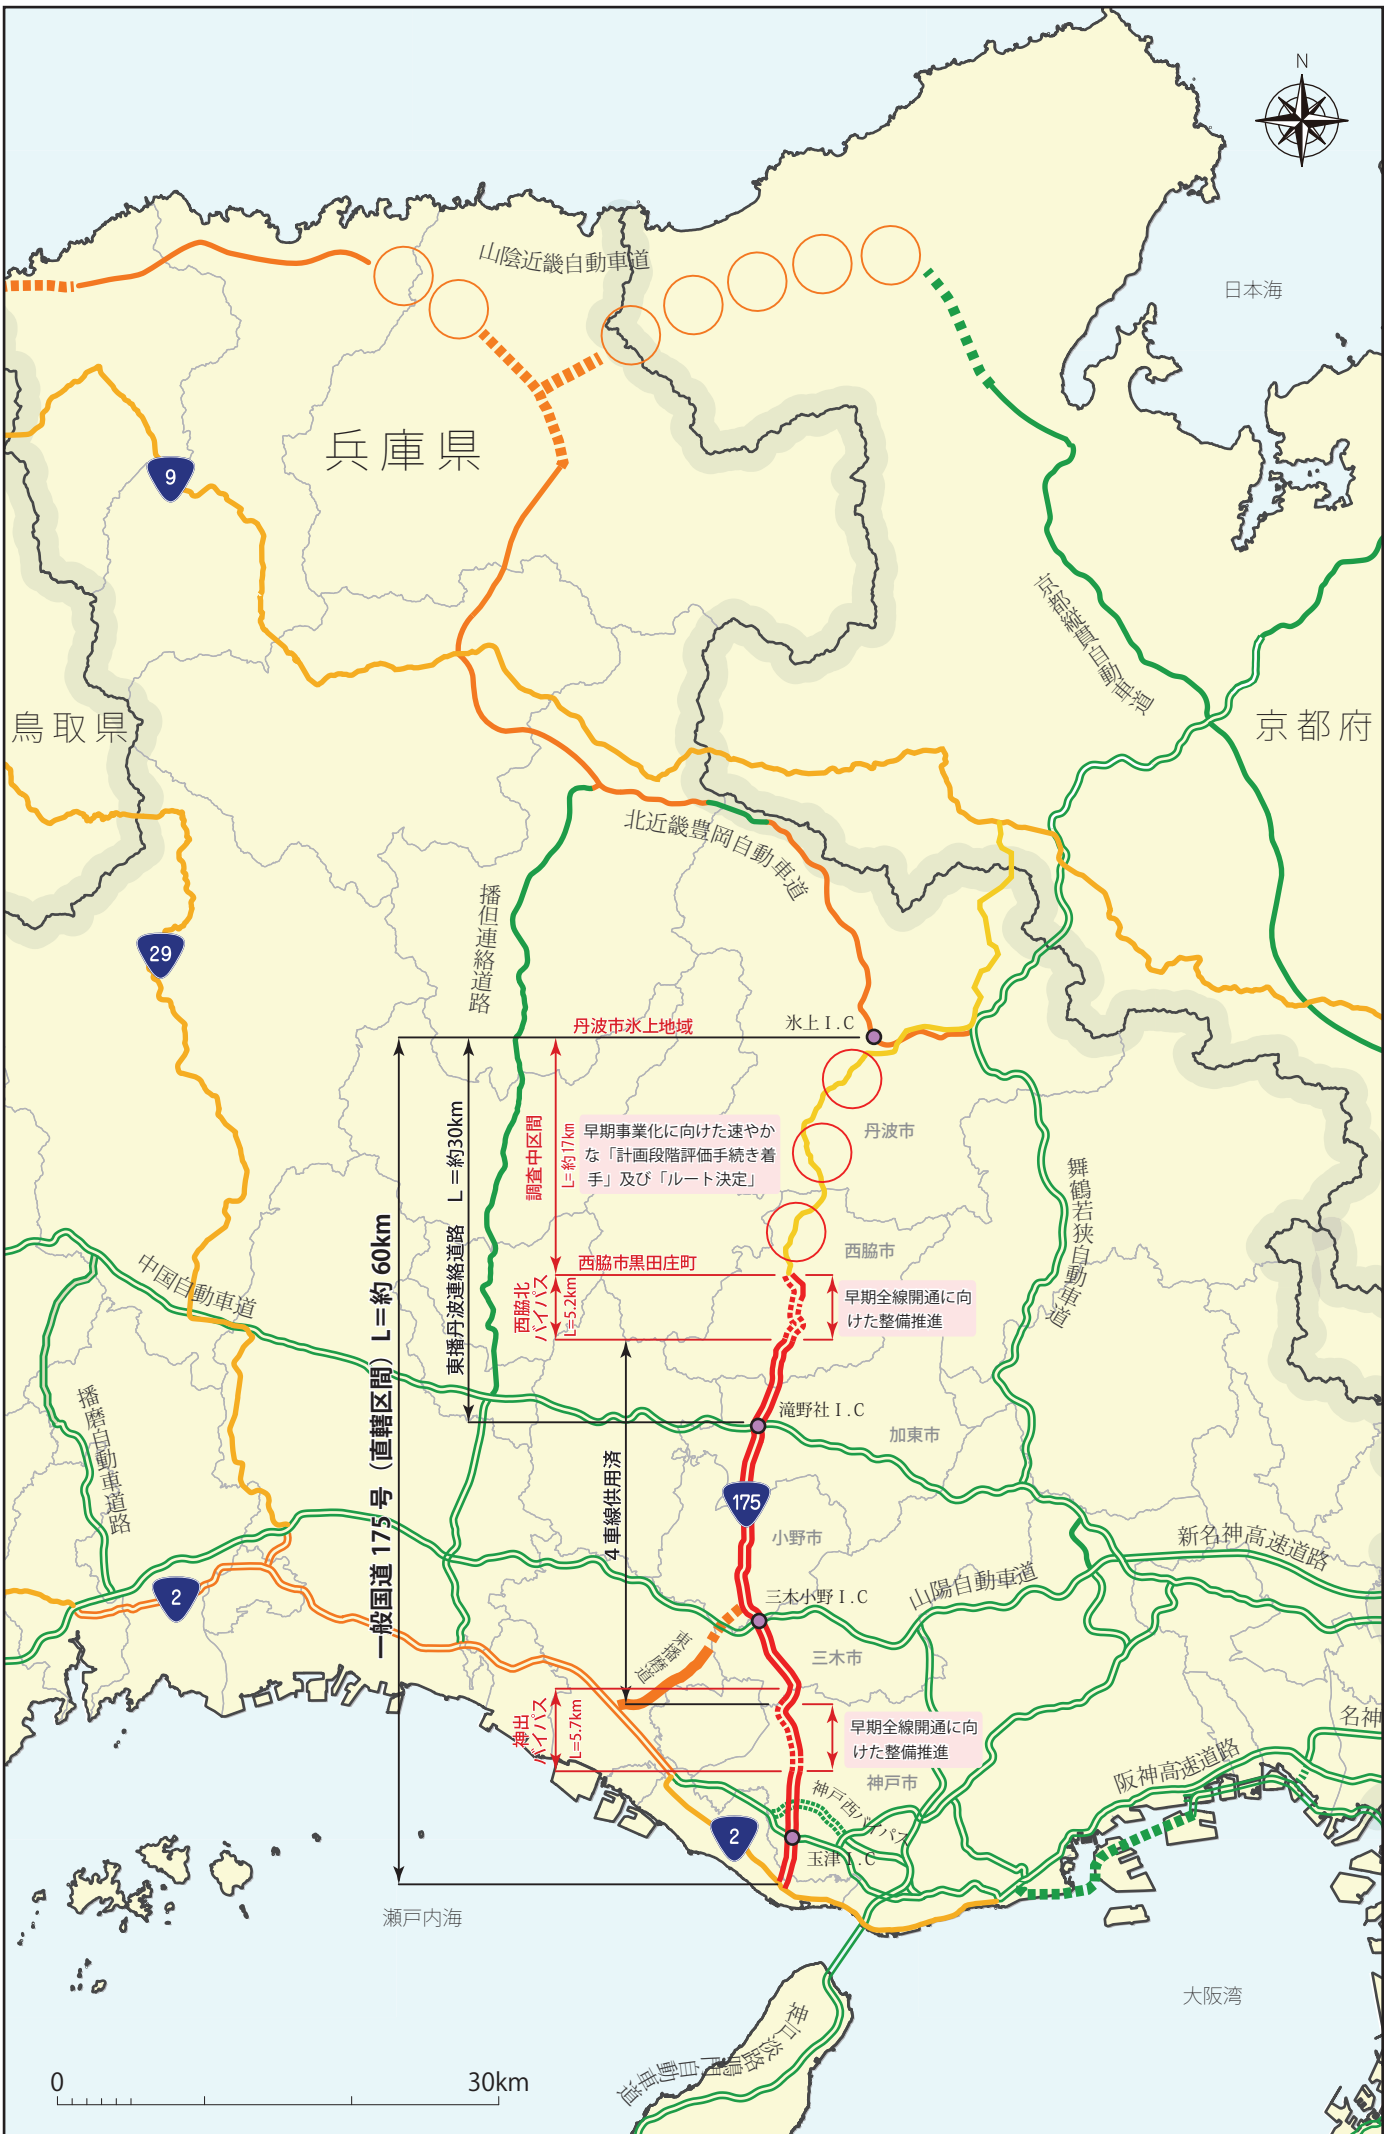 N
山陰近畿自動車道
日本海
兵庫県
9
京都縦貫自動車道
鳥取県
京都府
北近畿豊岡自動車道
播但連絡道路
29
丹波市氷上地域
氷上 I . C
調査中区間
L=約17km
早期事業化に向けた速やか
な「計画段階評価手続き着
手」及び「ルート決定」
丹波市
東播丹波連絡道路 L＝約30km
一般国道 175 号（直轄区間）L＝約 60km
舞鶴若狭自動車道
西脇市
西脇市黒田庄町
中国自動車道
西脇北
バイパス
L=5.2km
早期全線開通に向
けた整備推進
播磨自動車道路
滝野社 I . C
加東市
4車線供用済
175
小野市
新名神高速道路
2
三木小野 I . C
山陽自動車道
東播磨道
三木市
神出
バイパス
L=5.7km
早期全線開通に向
けた整備推進
名神
神戸市
阪神高速道路
神戸西バイパス
2
玉津 I . C
瀬戸内海
大阪湾
神戸淡路鳴門自動車道
0
30km